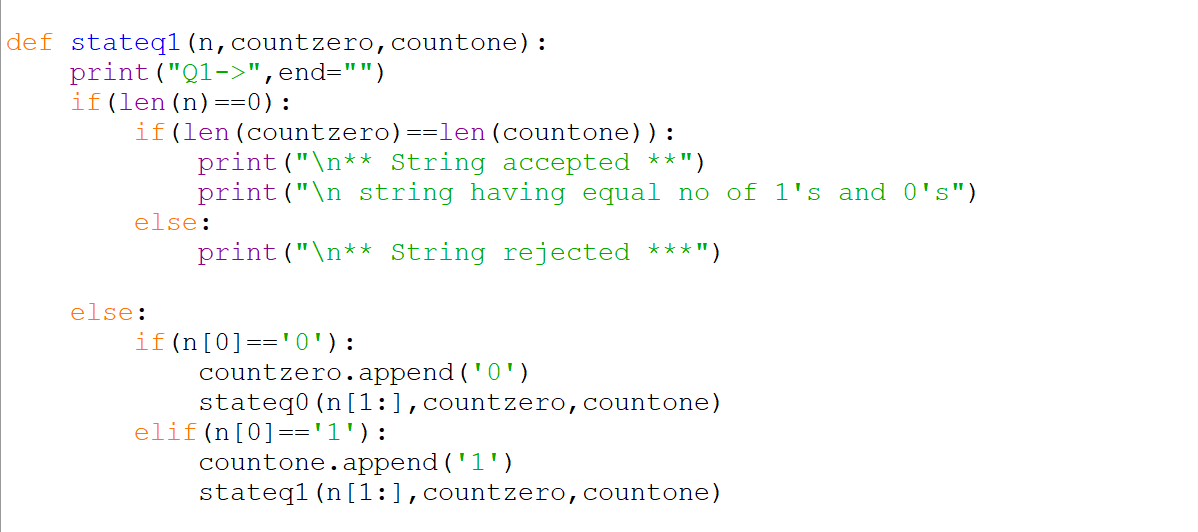 def stateq1(n,countzero,countone):
    print("Q1->",end="")
    if(len(n)==0):
        if(len(countzero)==len(countone)):
            print("\n** String accepted **")
            print("\n string having equal no of 1's and 0's")
        else:
            print("\n** String rejected ***")
    else:
        if(n[0]=='0'):
            countzero.append('0')
            stateq0(n[1:],countzero,countone)
        elif(n[0]=='1'):
            countone.append('1')
            stateq1(n[1:],countzero,countone)